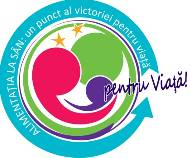 ALIMENTAȚIA LA SÂN: un punct al victoriei pentru viață
pentru Viață!